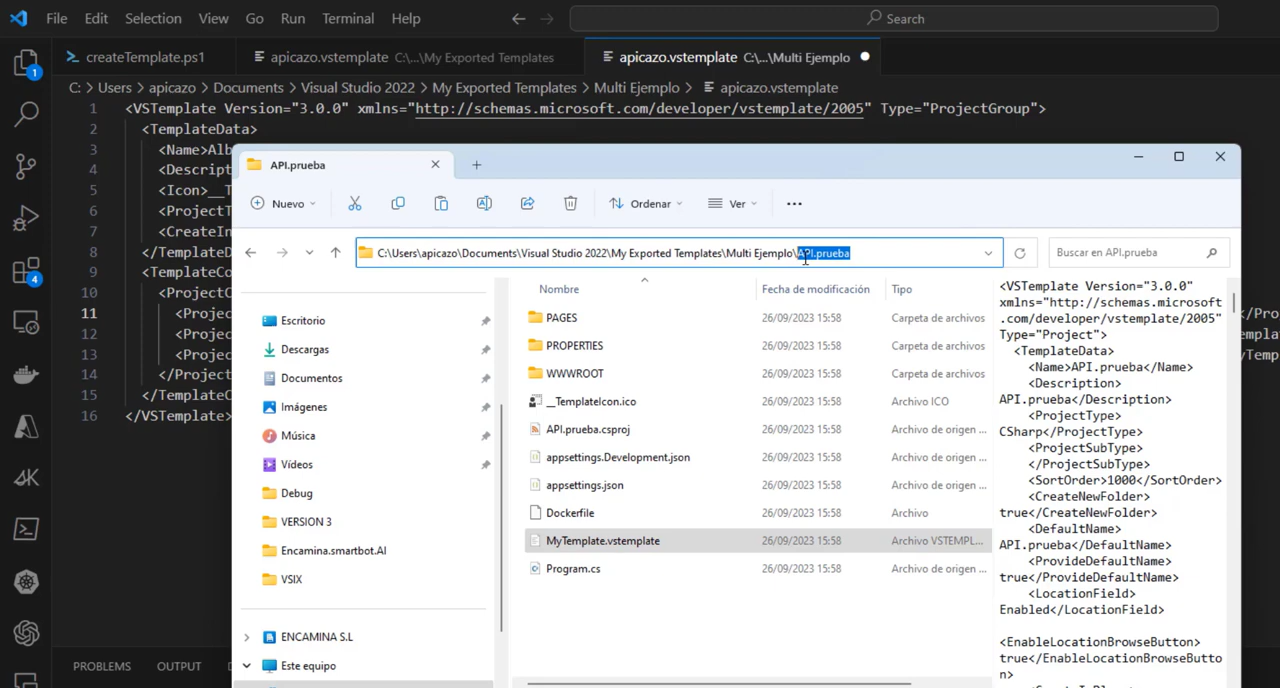 File Edit Selection View Go Run Terminal Help
Search
createTemplate.ps1
apicazo.vstemplate C:\...\My Exported Templates
apicazo.vstemplate C:\...\Multi Ejemplo
1
C: > Users > apicazo > Documents > Visual Studio 2022 > My Exported Templates > Multi Ejemplo > apicazo.vstemplate
1 <VSTemplate Version="3.0.0" xmlns="http://schemas.microsoft.com/developer/vstemplate/2005" Type="ProjectGroup">
2 <TemplateData>
3 <Name>Alb
4 <Descript
5 <Icon>__T
6 <ProjectT
7 <CreateIn
8 </TemplateD
9 <TemplateCo
10 <ProjectC
11 <Projec
</Pro
12 <Projec
emplat
13 <Projec
</Temp
14 </Project
15 </TemplateC
16 </VSTemplate>
4
PROBLEMS OUTPUT
API.prueba
Nuevo
Ordenar
Ver
C:\Users\apicazo\Documents\Visual Studio 2022\My Exported Templates\Multi Ejemplo\API.prueba
Buscar en API.prueba
Escritorio
Descargas
Documentos
Imágenes
Música
Vídeos
Debug
VERSION 3
Encamina.smartbot.AI
VSIX
ENCAMINA S.L
Este equipo
Nombre Fecha de modificación Tipo
PAGES 26/09/2023 15:58 Carpeta de archivos
PROPERTIES 26/09/2023 15:58 Carpeta de archivos
WWWROOT 26/09/2023 15:58 Carpeta de archivos
__TemplateIcon.ico 26/09/2023 15:58 Archivo ICO
API.prueba.csproj 26/09/2023 15:58 Archivo de origen ...
appsettings.Development.json 26/09/2023 15:58 Archivo de origen ...
appsettings.json 26/09/2023 15:58 Archivo de origen ...
Dockerfile 26/09/2023 15:58 Archivo
MyTemplate.vstemplate 26/09/2023 15:58 Archivo VSTEMPL...
Program.cs 26/09/2023 15:58 Archivo de origen ...
<VSTemplate Version="3.0.0"
xmlns="http://schemas.microsoft
.com/developer/vstemplate/2005"
Type="Project">
<TemplateData>
<Name>API.prueba</Name>
<Description>
API.prueba</Description>
<ProjectType>
CSharp</ProjectType>
<ProjectSubType>
</ProjectSubType>
<SortOrder>1000</SortOrder>
<CreateNewFolder>
true</CreateNewFolder>
<DefaultName>
API.prueba</DefaultName>
<ProvideDefaultName>
true</ProvideDefaultName>
<LocationField>
Enabled</LocationField>
<EnableLocationBrowseButton>
true</EnableLocationBrowseButto
n>